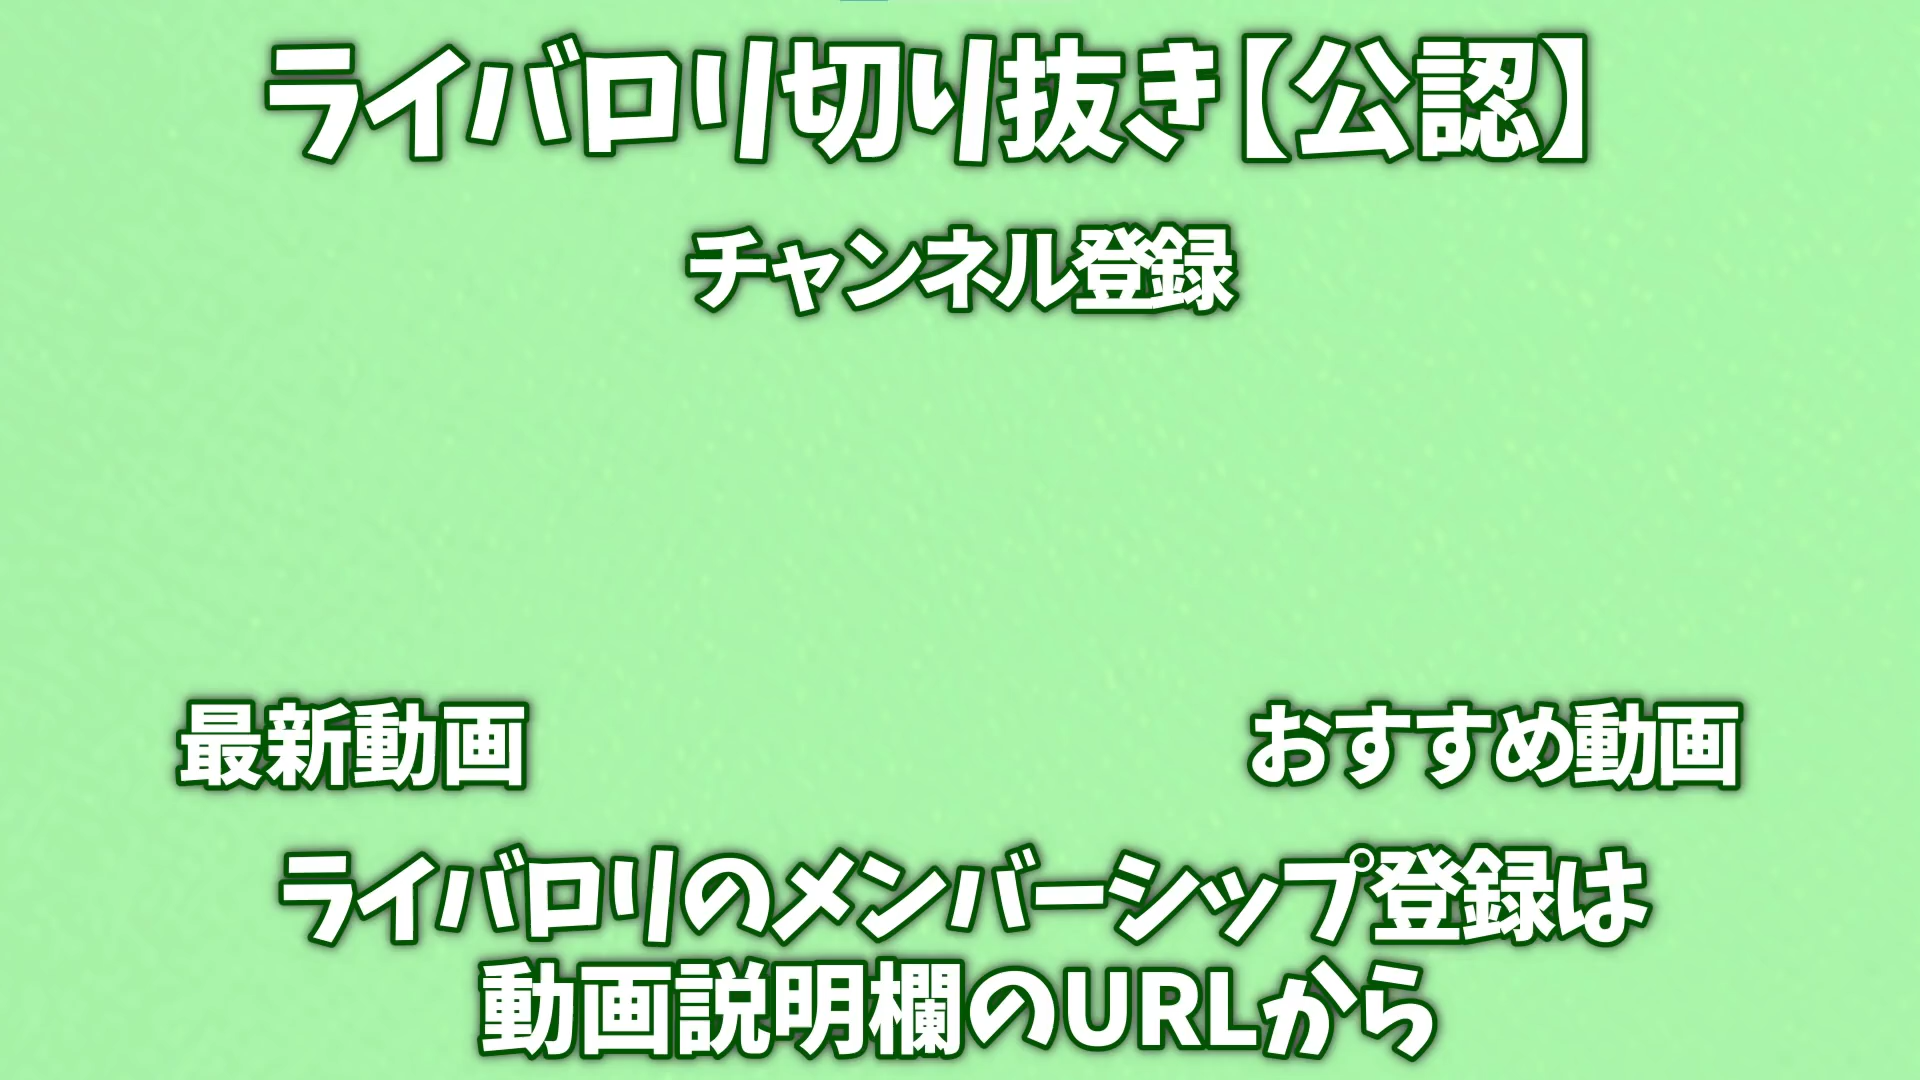 ライバロリ切り抜き【公認】
チャンネル登録
最新動画
おすすめ動画
ライバロリのメンバーシップ登録は
動画説明欄のURLから